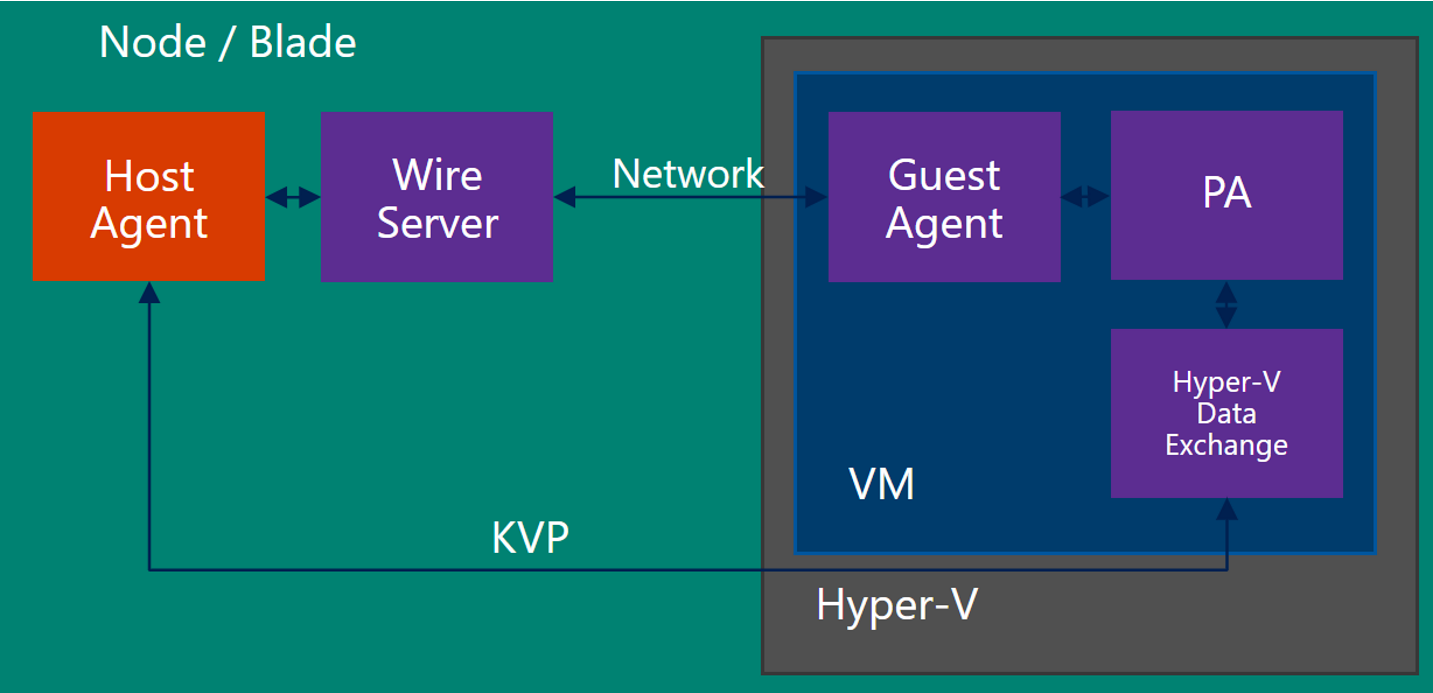 Node / Blade
Host
Agent
Wire
Server
Network
Guest
Agent
PA
Hyper-V
Data
Exchange
VM
KVP
Hyper-V